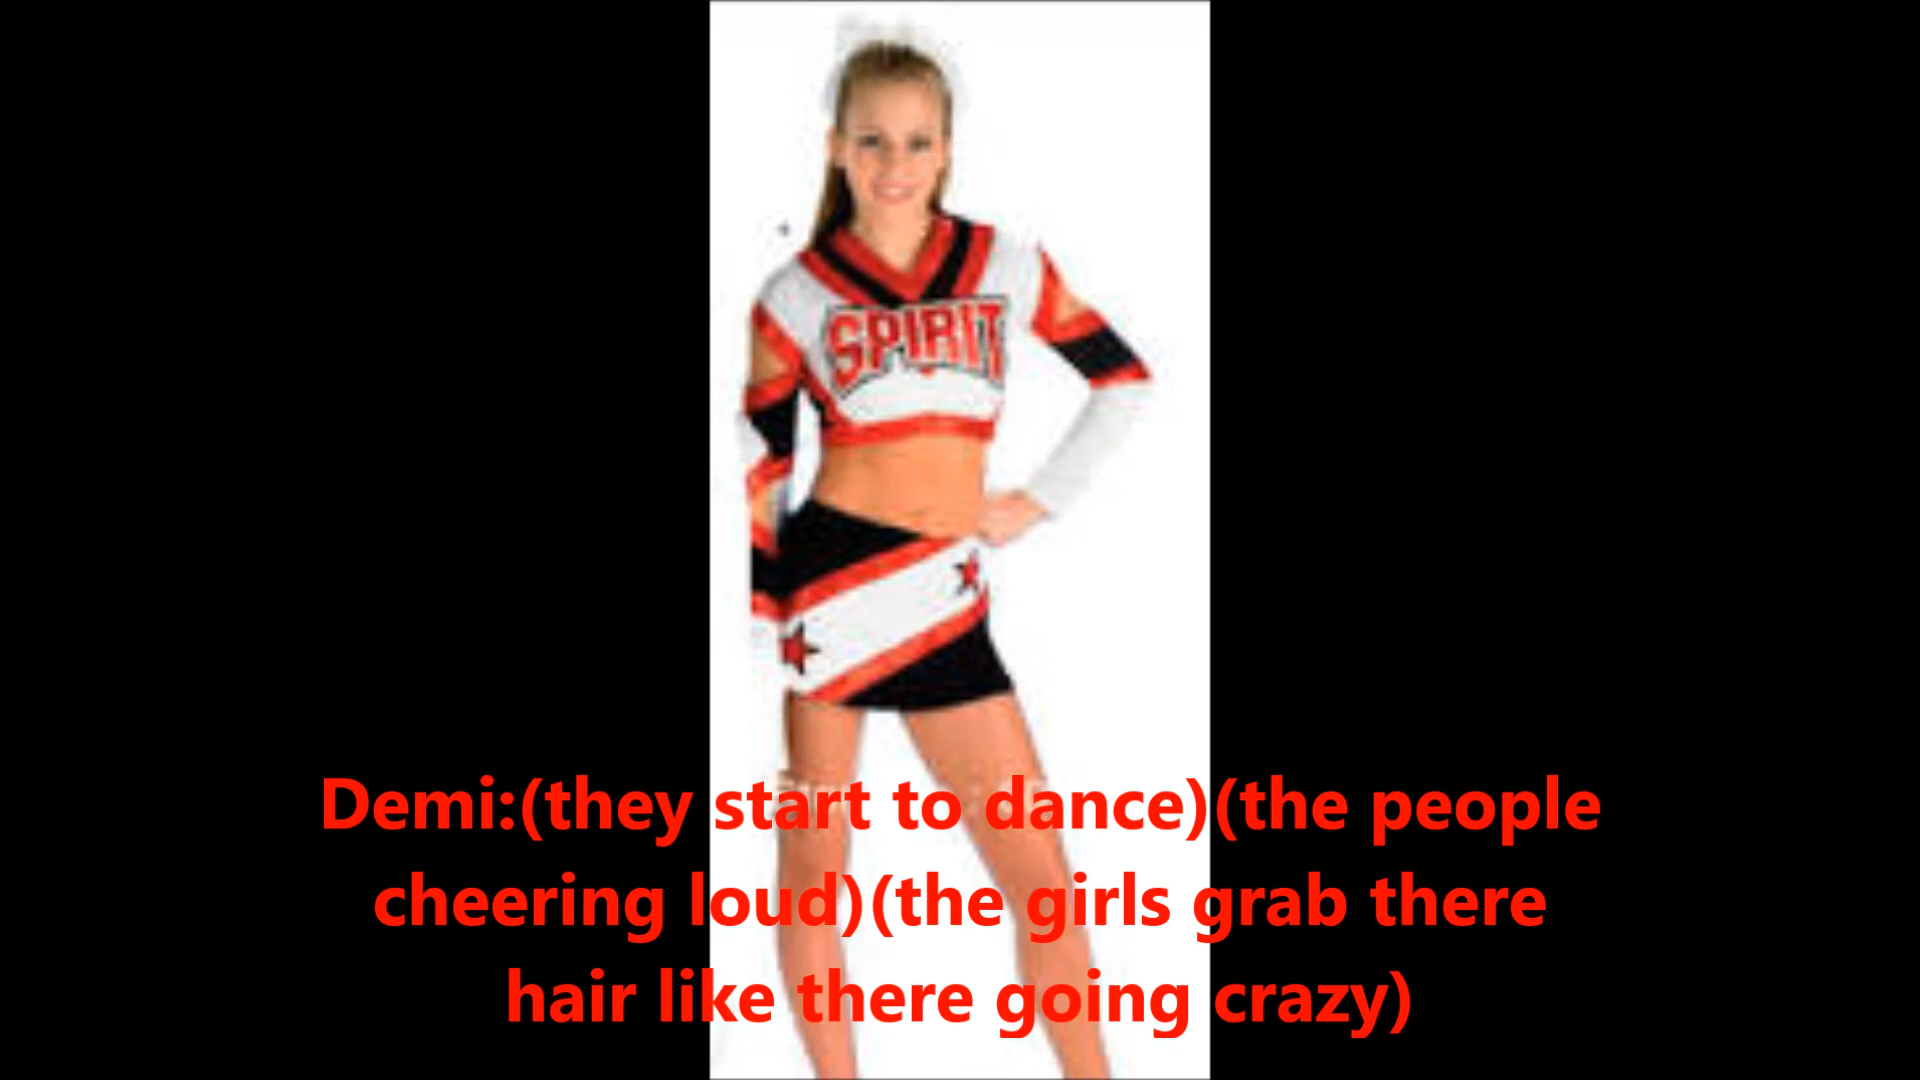 SPIRIT
Demi:(they start to dance)(the people
cheering loud)(the girls grab there
hair like there going crazy)